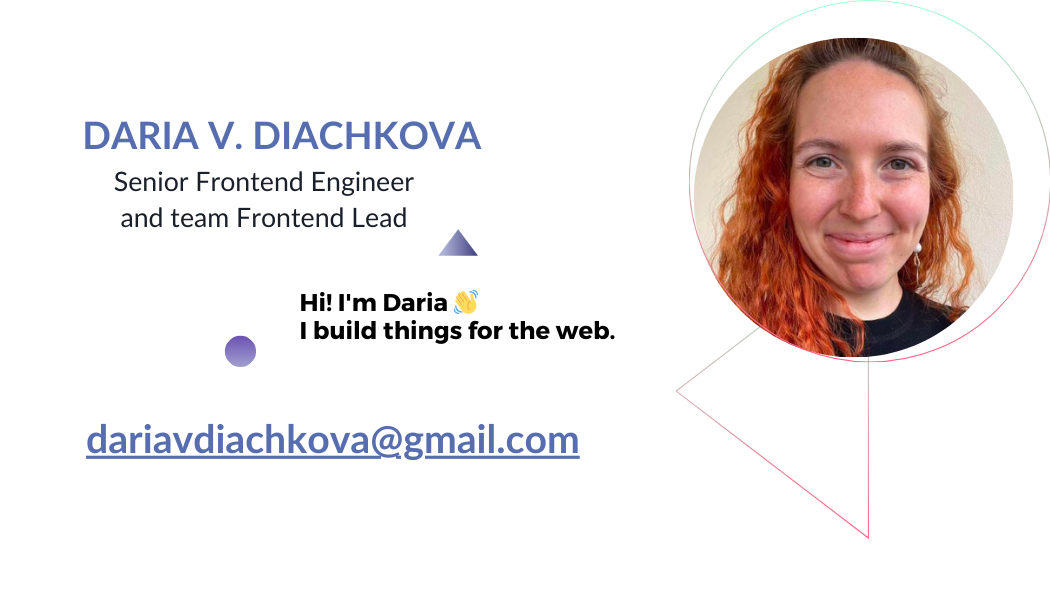 DARIA V. DIACHKOVA
Senior Frontend Engineer
and team Frontend Lead
Hi! I'm Daria 👋
I build things for the web.
dariavdiachkova@gmail.com